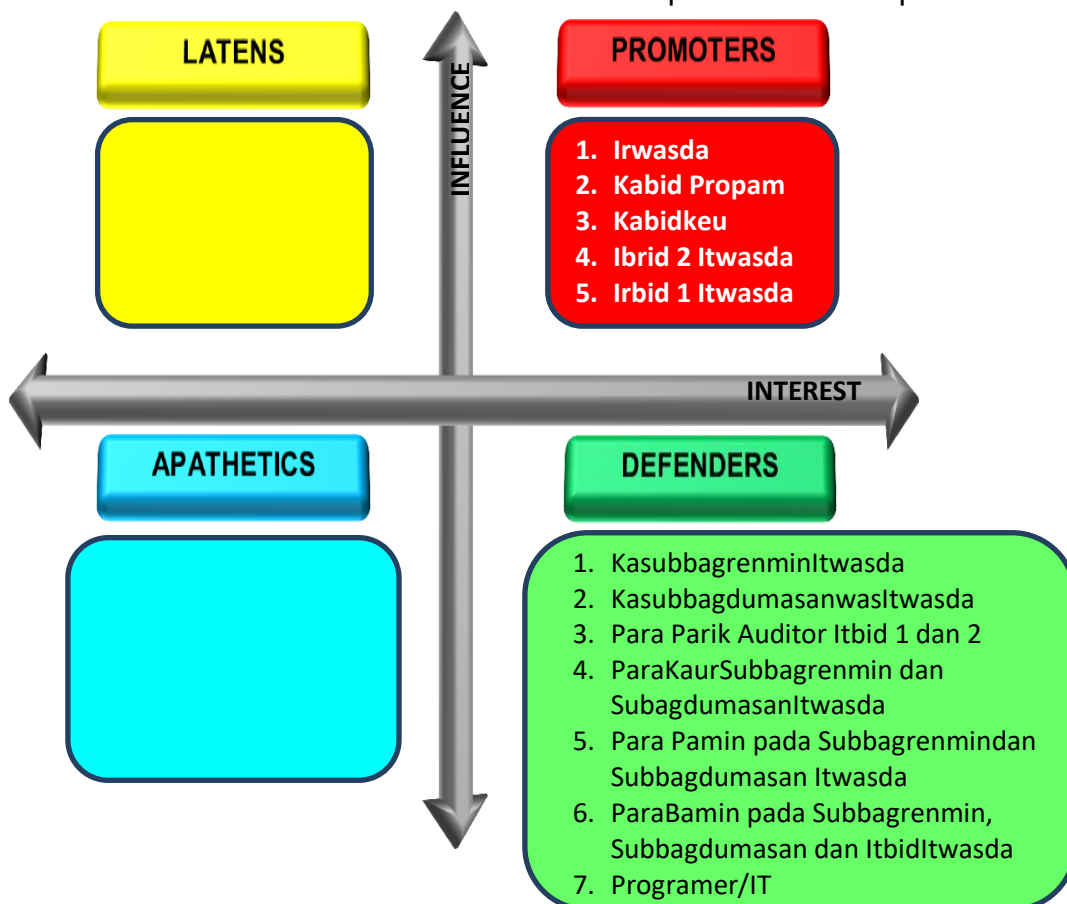 LATENS
PROMOTERS
INFLUENCE
1. Irwasda
2. Kabid Propam
3. Kabidkeu
4. Ibrid 2 Itwasda
5. Irbid 1 Itwasda
INTEREST
APATHETICS
DEFENDERS
1. KasubbagrenminItwasda
2. KasubbagdumasanwasItwasda
3. Para Parik Auditor Itbid 1 dan 2
4. ParaKaurSubbagrenmin dan
SubagdumasanItwasda
5. Para Pamin pada Subbagrenmindan
Subbagdumasan Itwasda
6. ParaBamin pada Subbagrenmin,
Subbagdumasan dan ItbidItwasda
7. Programer/IT